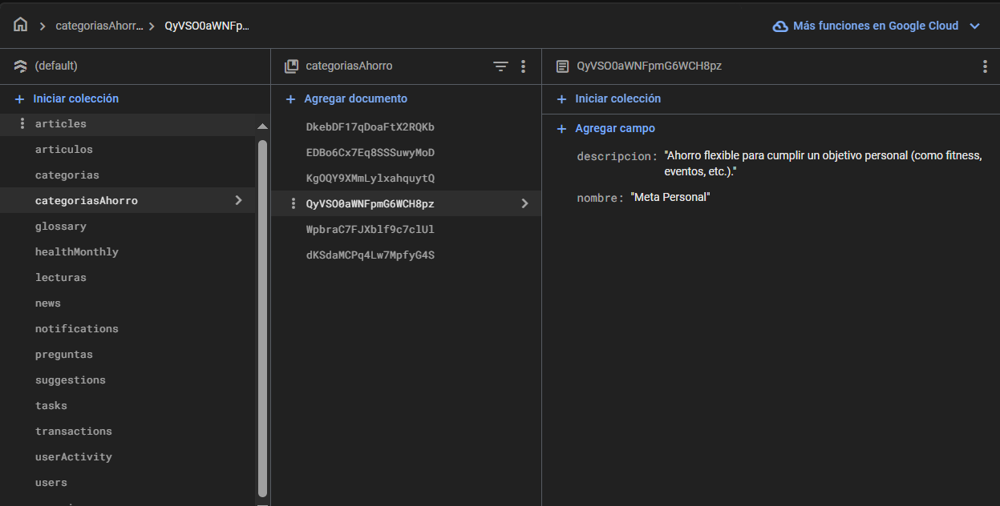 categoriasAhorr... > QyVSO0aWNFp...
Más funciones en Google Cloud
(default)
categoriasAhorro
QyVSO0aWNFpmG6WCH8pz
Iniciar colección
Agregar documento
Iniciar colección
articles
articulos
categorias
categoriasAhorro
glossary
healthMonthly
lecturas
news
notifications
preguntas
suggestions
tasks
transactions
userActivity
users
DkebDF17qDoaFtX2RQKb
EDBo6Cx7Eq8SSSuwyMoD
KgOQY9XMmLylxahquytQ
QyVSO0aWNFpmG6WCH8pz
WpbraC7FJXblf9c7clUl
dKSdaMCPq4Lw7MpfyG4S
Agregar campo
descripcion: "Ahorro flexible para cumplir un objetivo personal (como fitness,
eventos, etc.)."
nombre: "Meta Personal"